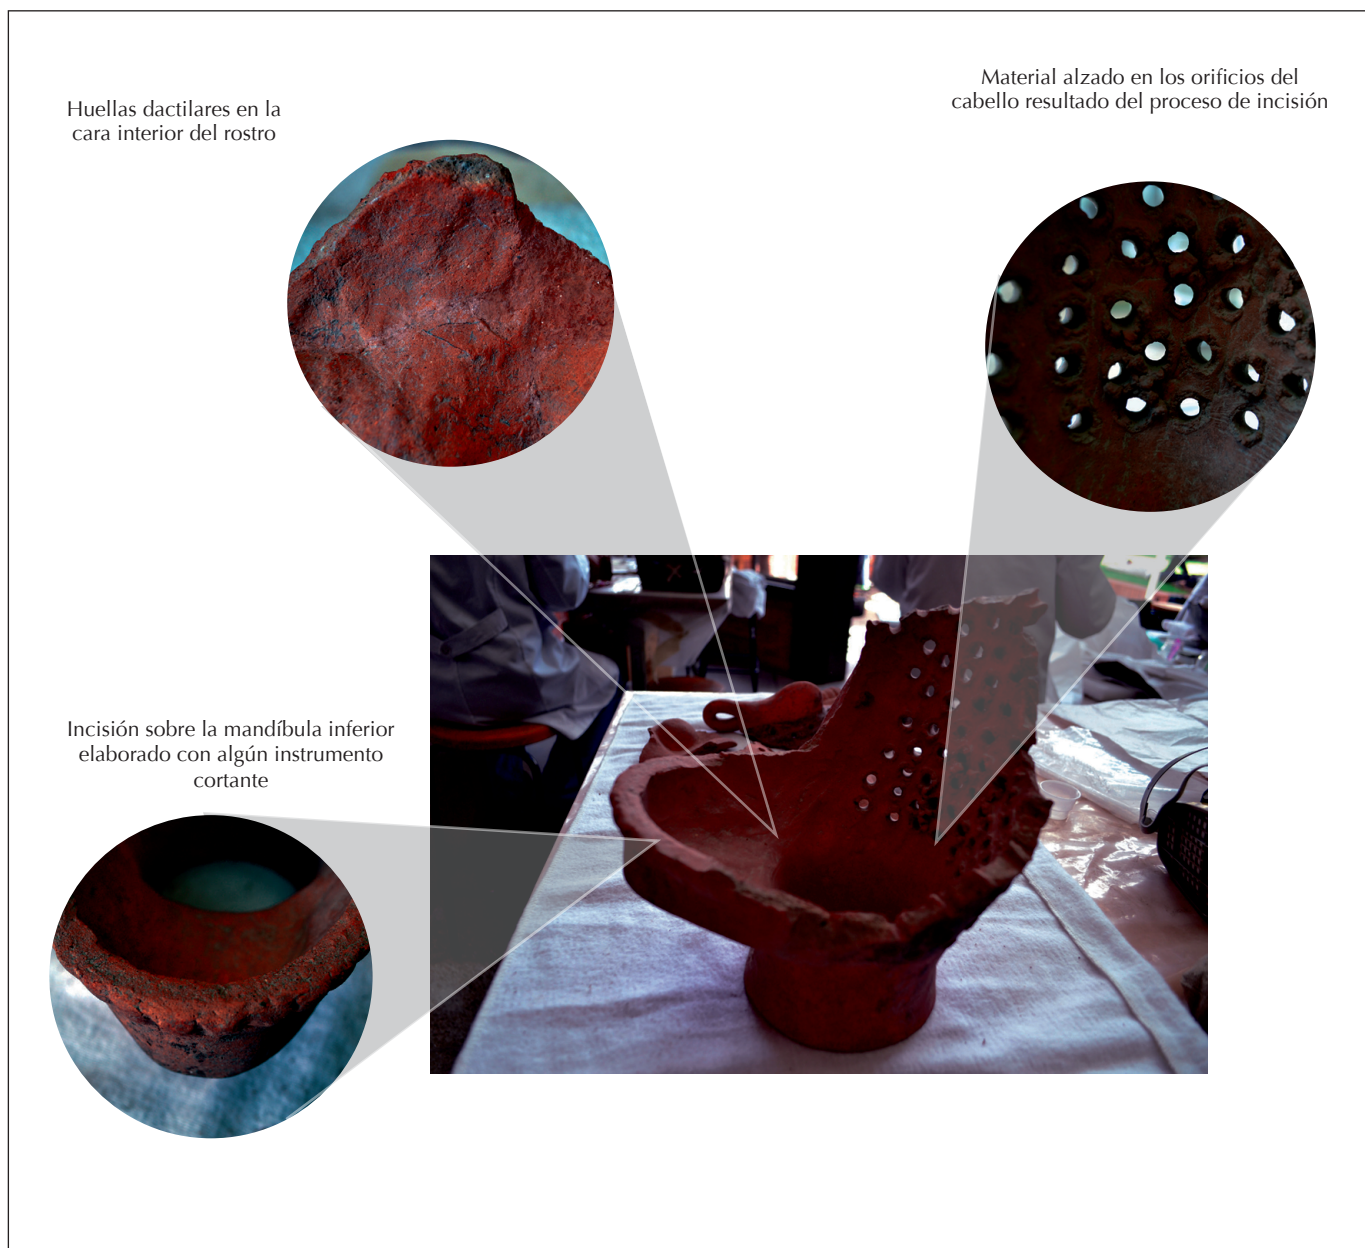 Huellas dactilares en la
cara interior del rostro
Material alzado en los orificios del
cabello resultado del proceso de incisión
Incisión sobre la mandíbula inferior
elaborado con algún instrumento
cortante